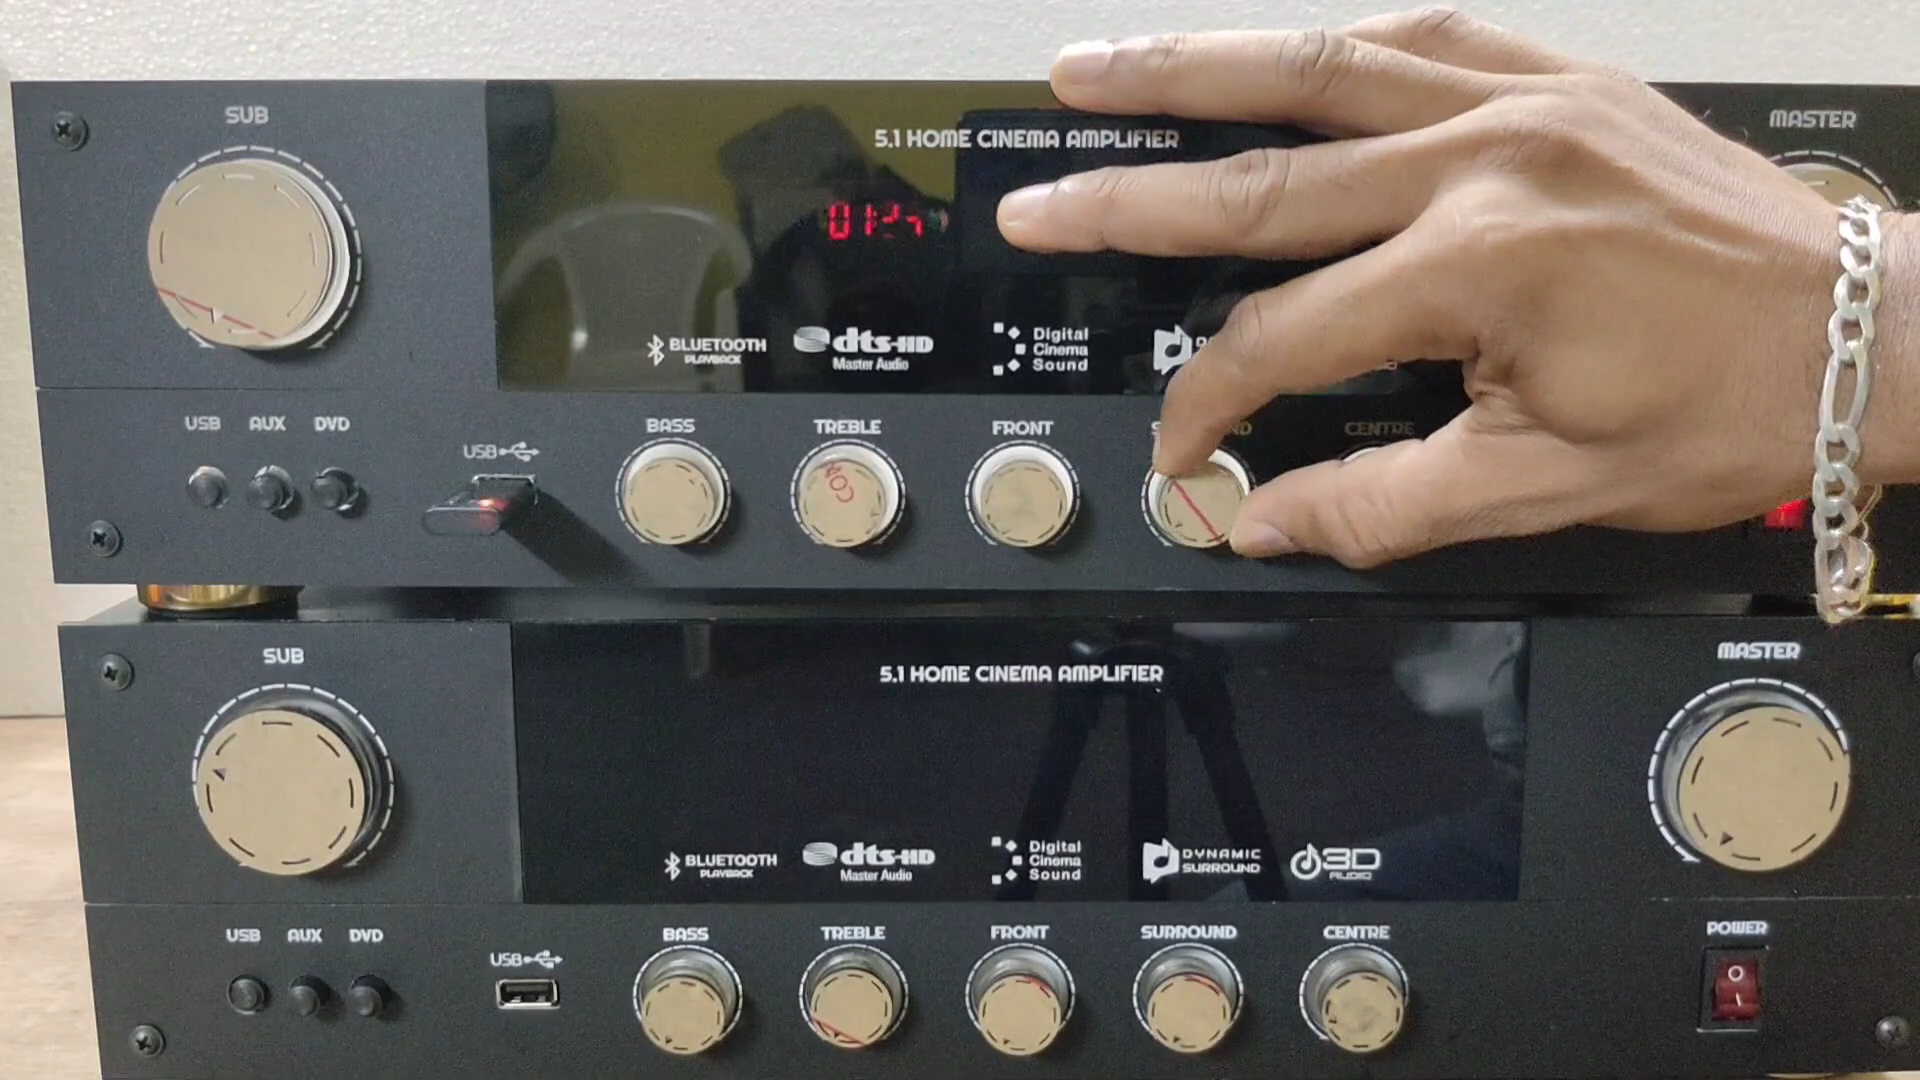 SUB
MASTER
5.1 HOME CINEMA AMPLIFIER
BLUETOOTH
PLAYBACK
dts-HD
Master Audio
Digital
Cinema
Sound
USB AUX DVD
USB
BASS
TREBLE
FRONT
CENTRE
SUB
MASTER
5.1 HOME CINEMA AMPLIFIER
BLUETOOTH
PLAYBACK
dts-HD
Master Audio
Digital
Cinema
Sound
DYNAMIC
SURROUND
3D
AUDIO
USB AUX DVD
USB
BASS
TREBLE
FRONT
SURROUND
CENTRE
POWER